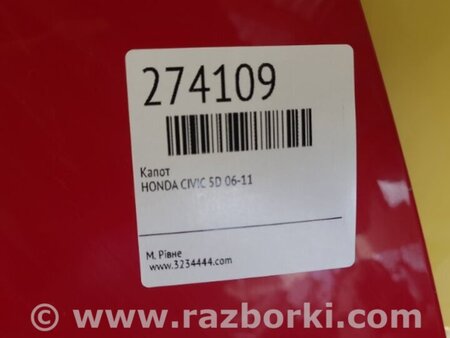 274109
Капот
HONDA CIVIC 5D 06-11
М. Рівне
www.3234444.com
© www.razborki.com